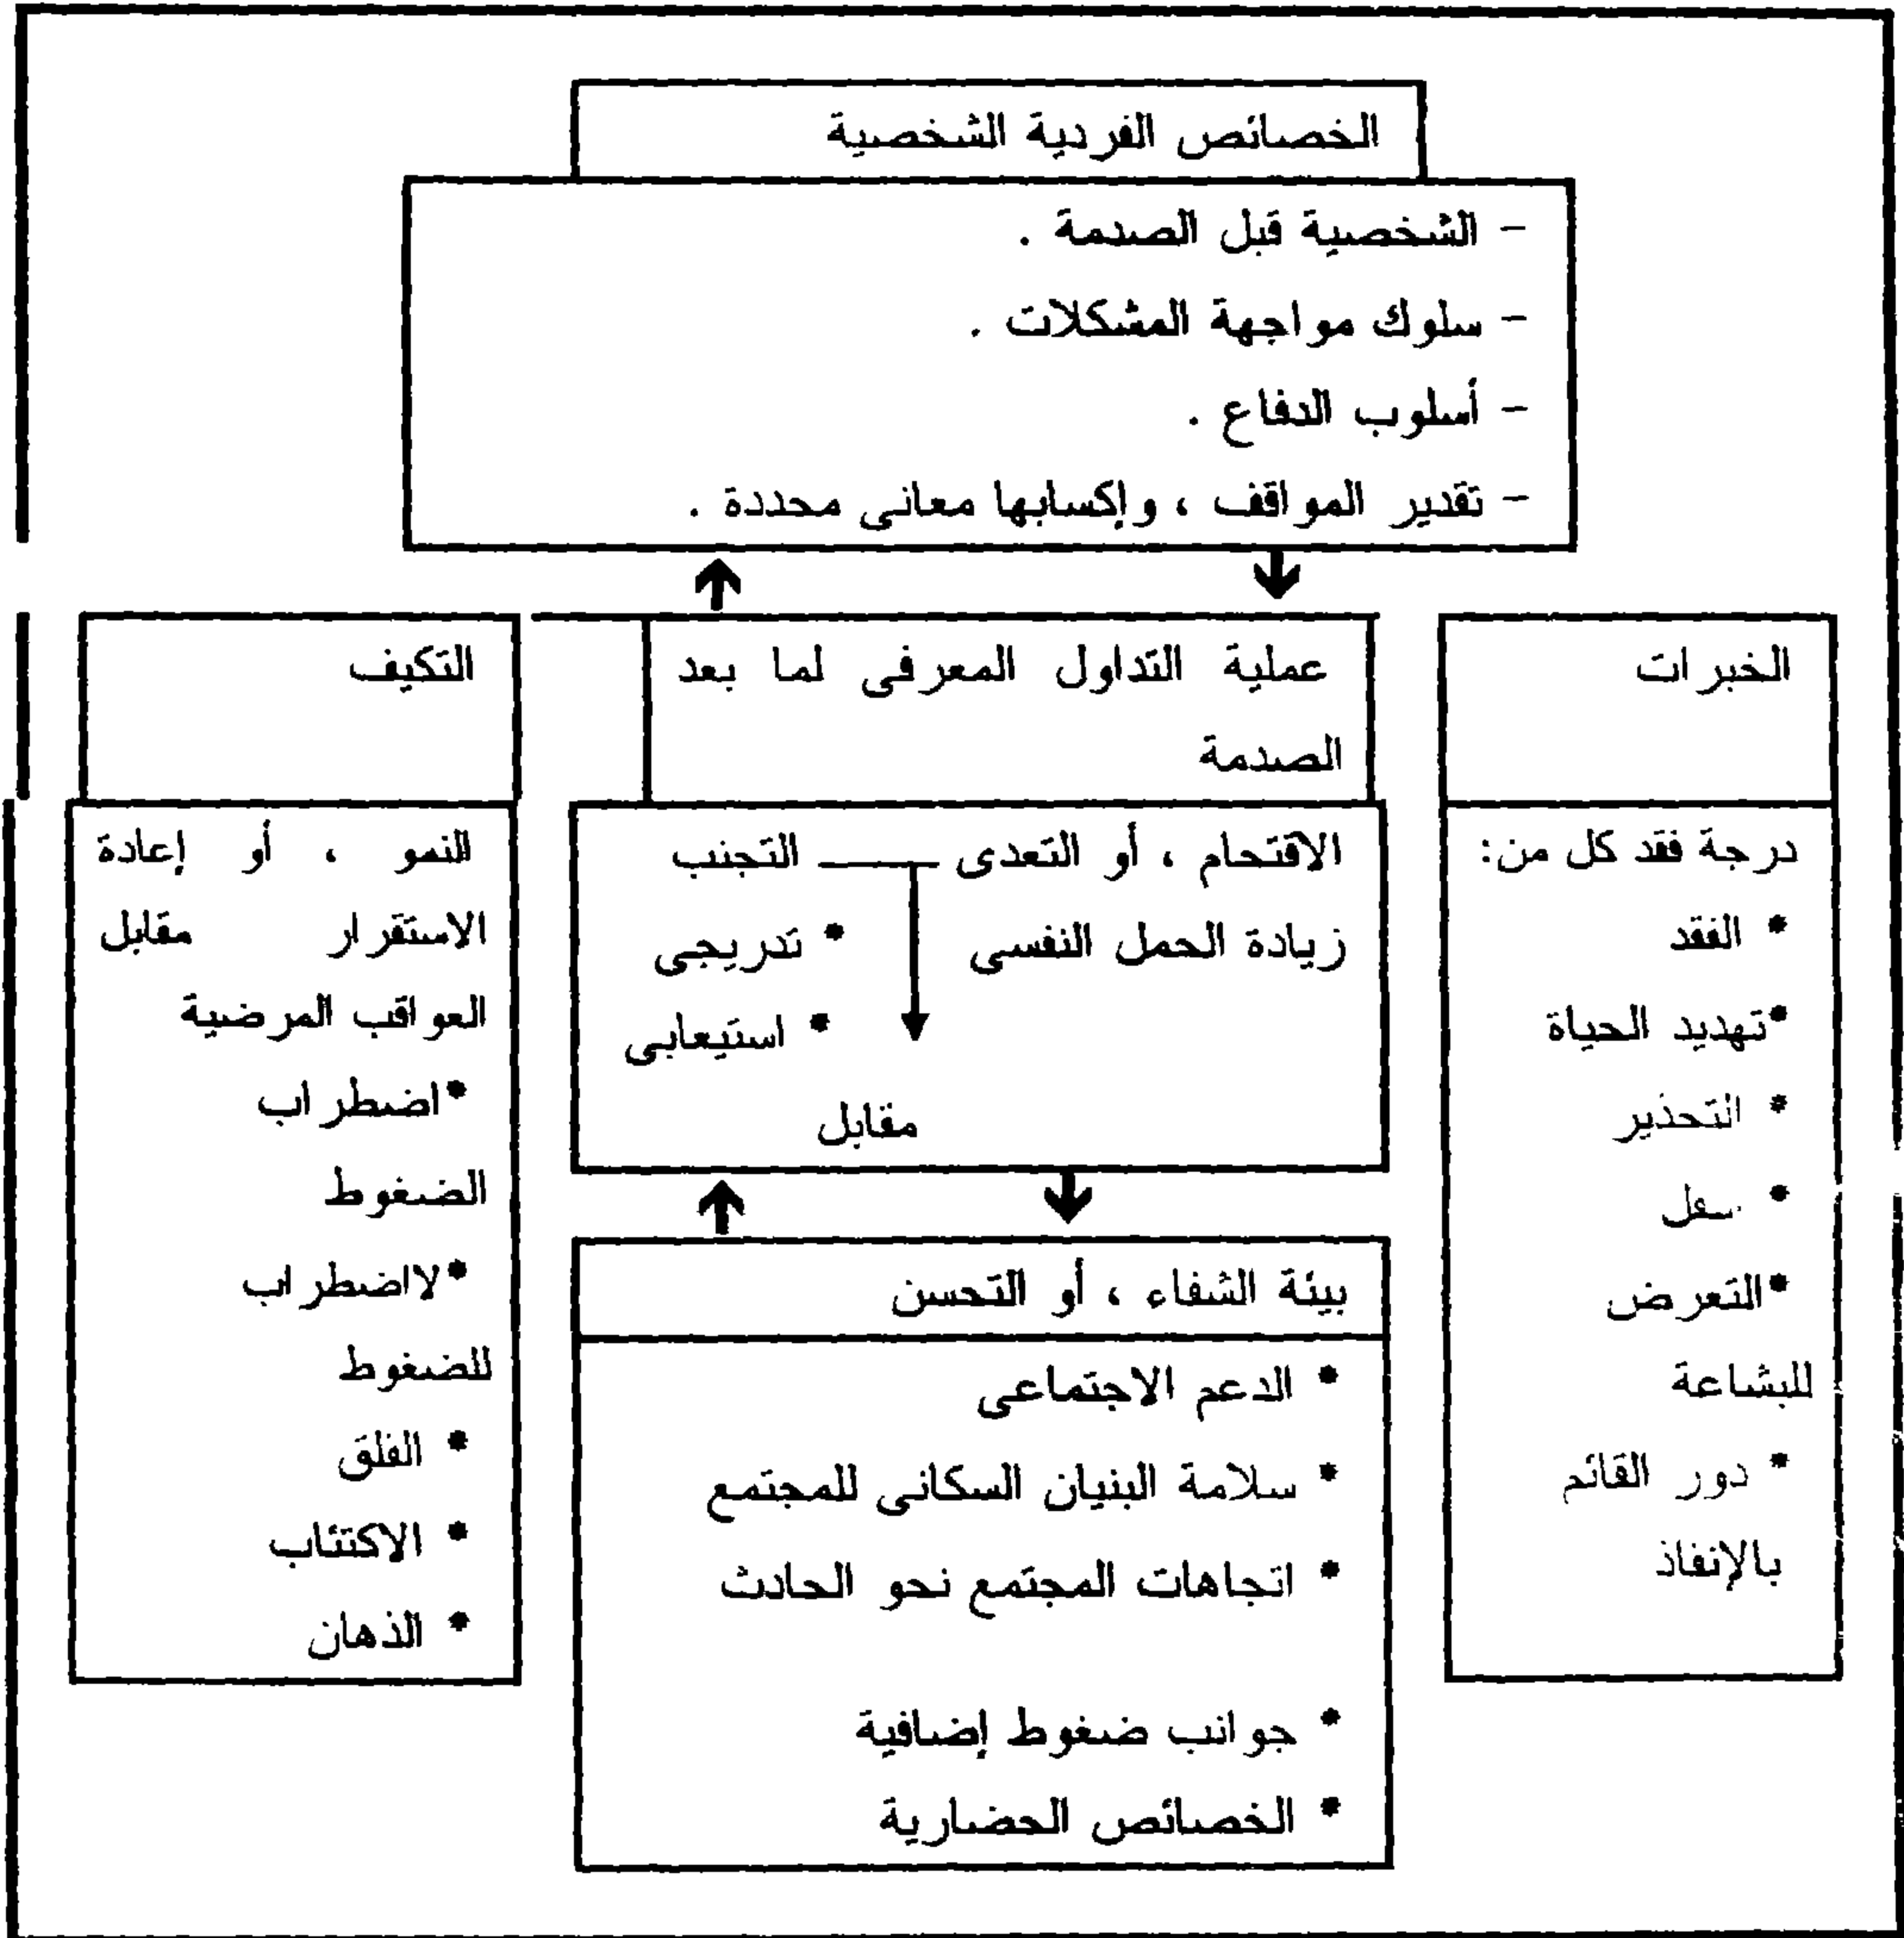 الخصائص الفردية الشخصية
- الشخصية قبل الصدمة .
- سلوك مواجهة المشكلات .
- أسلوب الدفاع .
- تقدير المواقف ، وإكسابها معانى محددة .
الخبرات
درجة فقد كل من:
* الفقد
*تهديد الحياة
* التحذير
*
*التعرض
للبشاعة
* دور القائم
بالإنقاذ
عملية التداول المعرفى لما بعد
الصدمة
الاقتحام ، أو التعدى — التجنب
زيادة الحمل النفسى * تدريجى
* استيعابى
مقابل
التكيف
النمو ، أو إعادة
الاستقرار مقابل
العواقب المرضية
*اضطراب
الضغوط
*لااضطراب
للضغوط
* القلق
* الاكتئاب
* الذهان
بيئة الشفاء ، أو التحسن
* الدعم الاجتماعى
* سلامة البنيان السكانى للمجتمع
* اتجاهات المجتمع نحو الحادث
* جوانب ضغوط إضافية
* الخصائص الحضارية